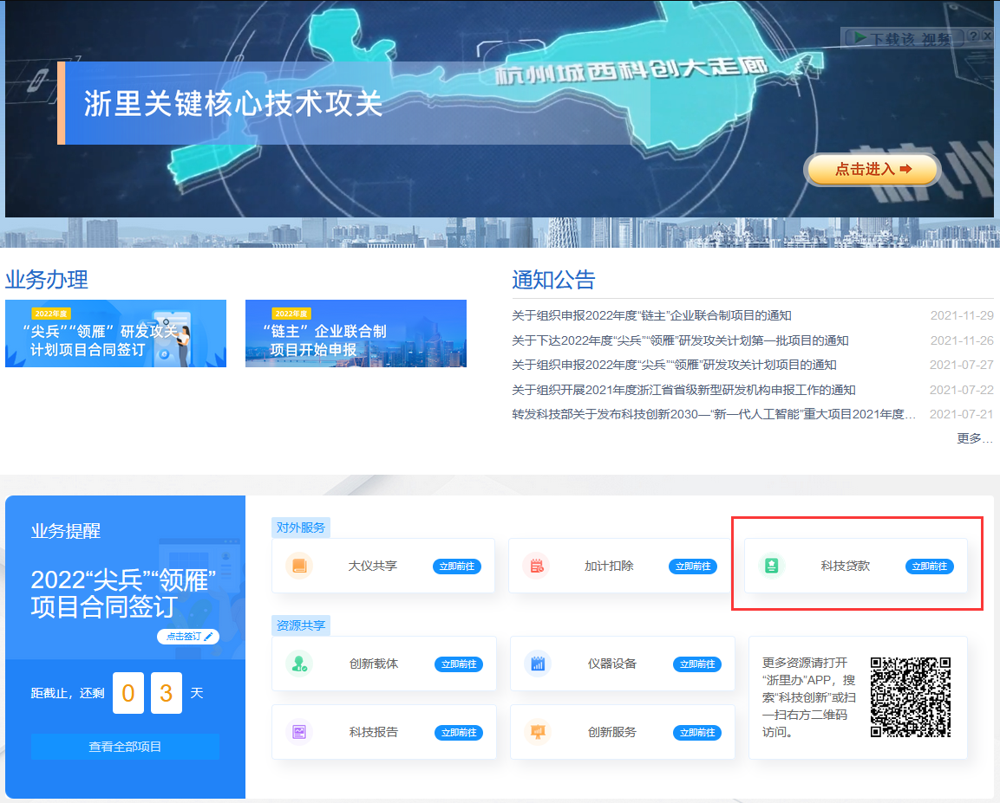 杭州城西科创大走廊
下载该 视频 ? X
浙里关键核心技术攻关
点击进入
杭州
业务办理
2022年度
“尖兵”“领雁” 研发攻关
计划项目合同签订
2022年度
“链主” 企业联合制
项目开始申报
通知公告
关于组织申报2022年度“链主”企业联合制项目的通知 2021-11-29
关于下达2022年度“尖兵”“领雁”研发攻关计划第一批项目的通知 2021-11-26
关于组织申报2022年度“尖兵”“领雁”研发攻关计划项目的通知 2021-07-27
关于组织开展2021年度浙江省省级新型研发机构申报工作的通知 2021-07-22
转发科技部关于发布科技创新2030—“新一代人工智能”重大项目2021年度... 2021-07-21
更多...
业务提醒
2022“尖兵”“领雁”
项目合同签订
点击签订
距截止，还剩 0 3 天
查看全部项目
对外服务
大仪共享 立即前往
加计扣除 立即前往
科技贷款 立即前往
资源共享
创新载体 立即前往
仪器设备 立即前往
科技报告 立即前往
创新服务 立即前往
更多资源请打开
“浙里办”APP，搜
索“科技创新”或扫
一扫右方二维码
访问。